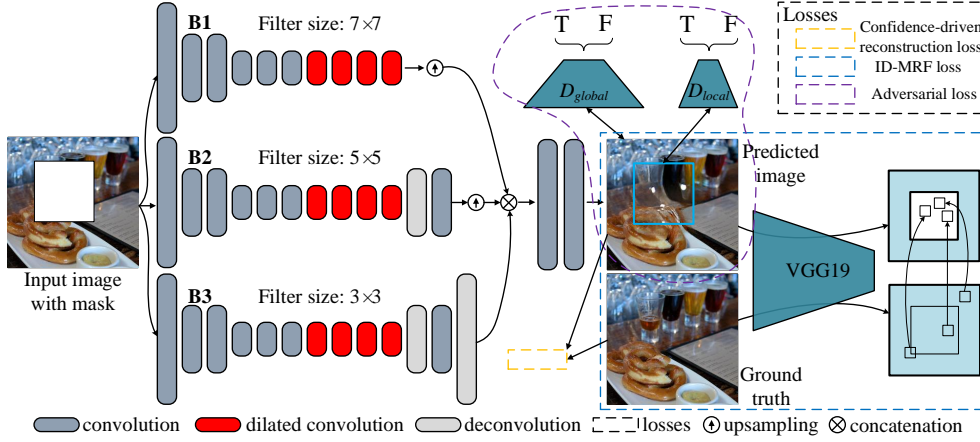 B1
Filter size: 7×7
T F
T F
Losses
Confidence-driven
reconstruction loss
ID-MRF loss
Adversarial loss
D_global
D_local
B2
Filter size: 5×5
Predicted
image
Input image
with mask
VGG19
B3
Filter size: 3×3
Ground
truth
convolution
dilated convolution
deconvolution
losses
upsampling
concatenation